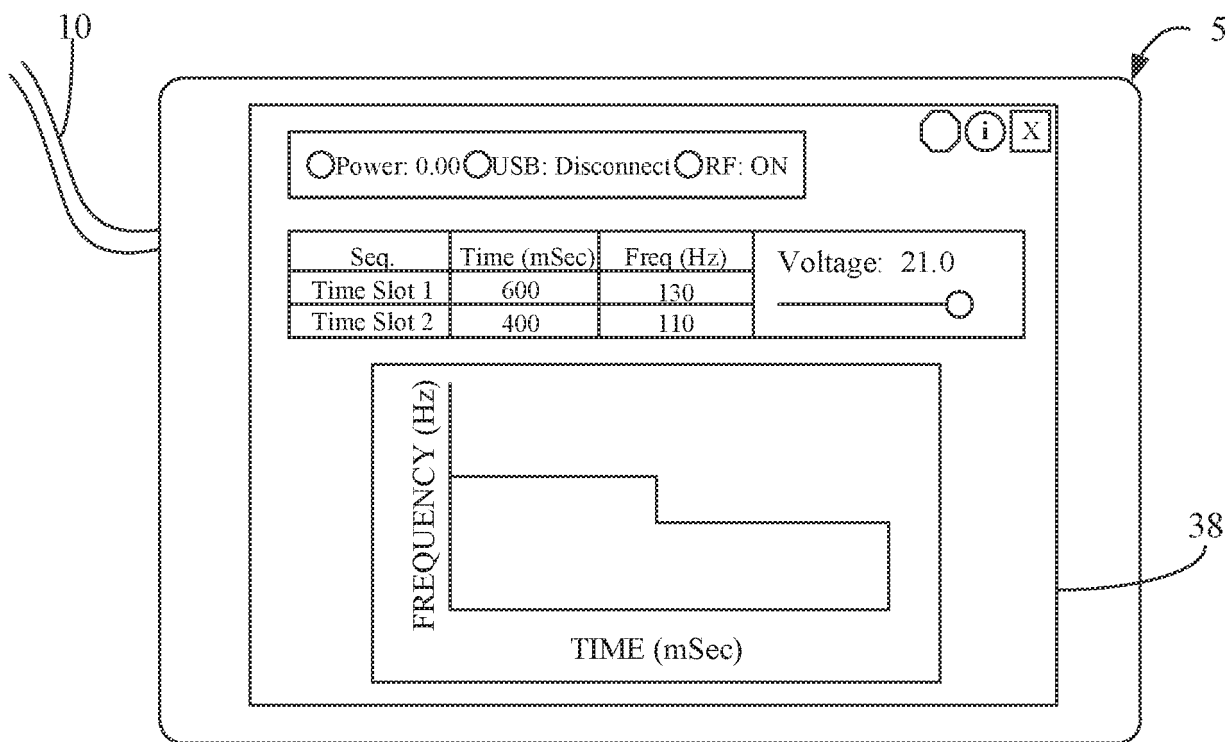 10
5
i X
Power: 0.00 USB: Disconnect RF: ON
Seq. Time (mSec) Freq (Hz) Voltage: 21.0
Time Slot 1 600 130
Time Slot 2 400 110
FREQUENCY (Hz)
38
TIME (mSec)